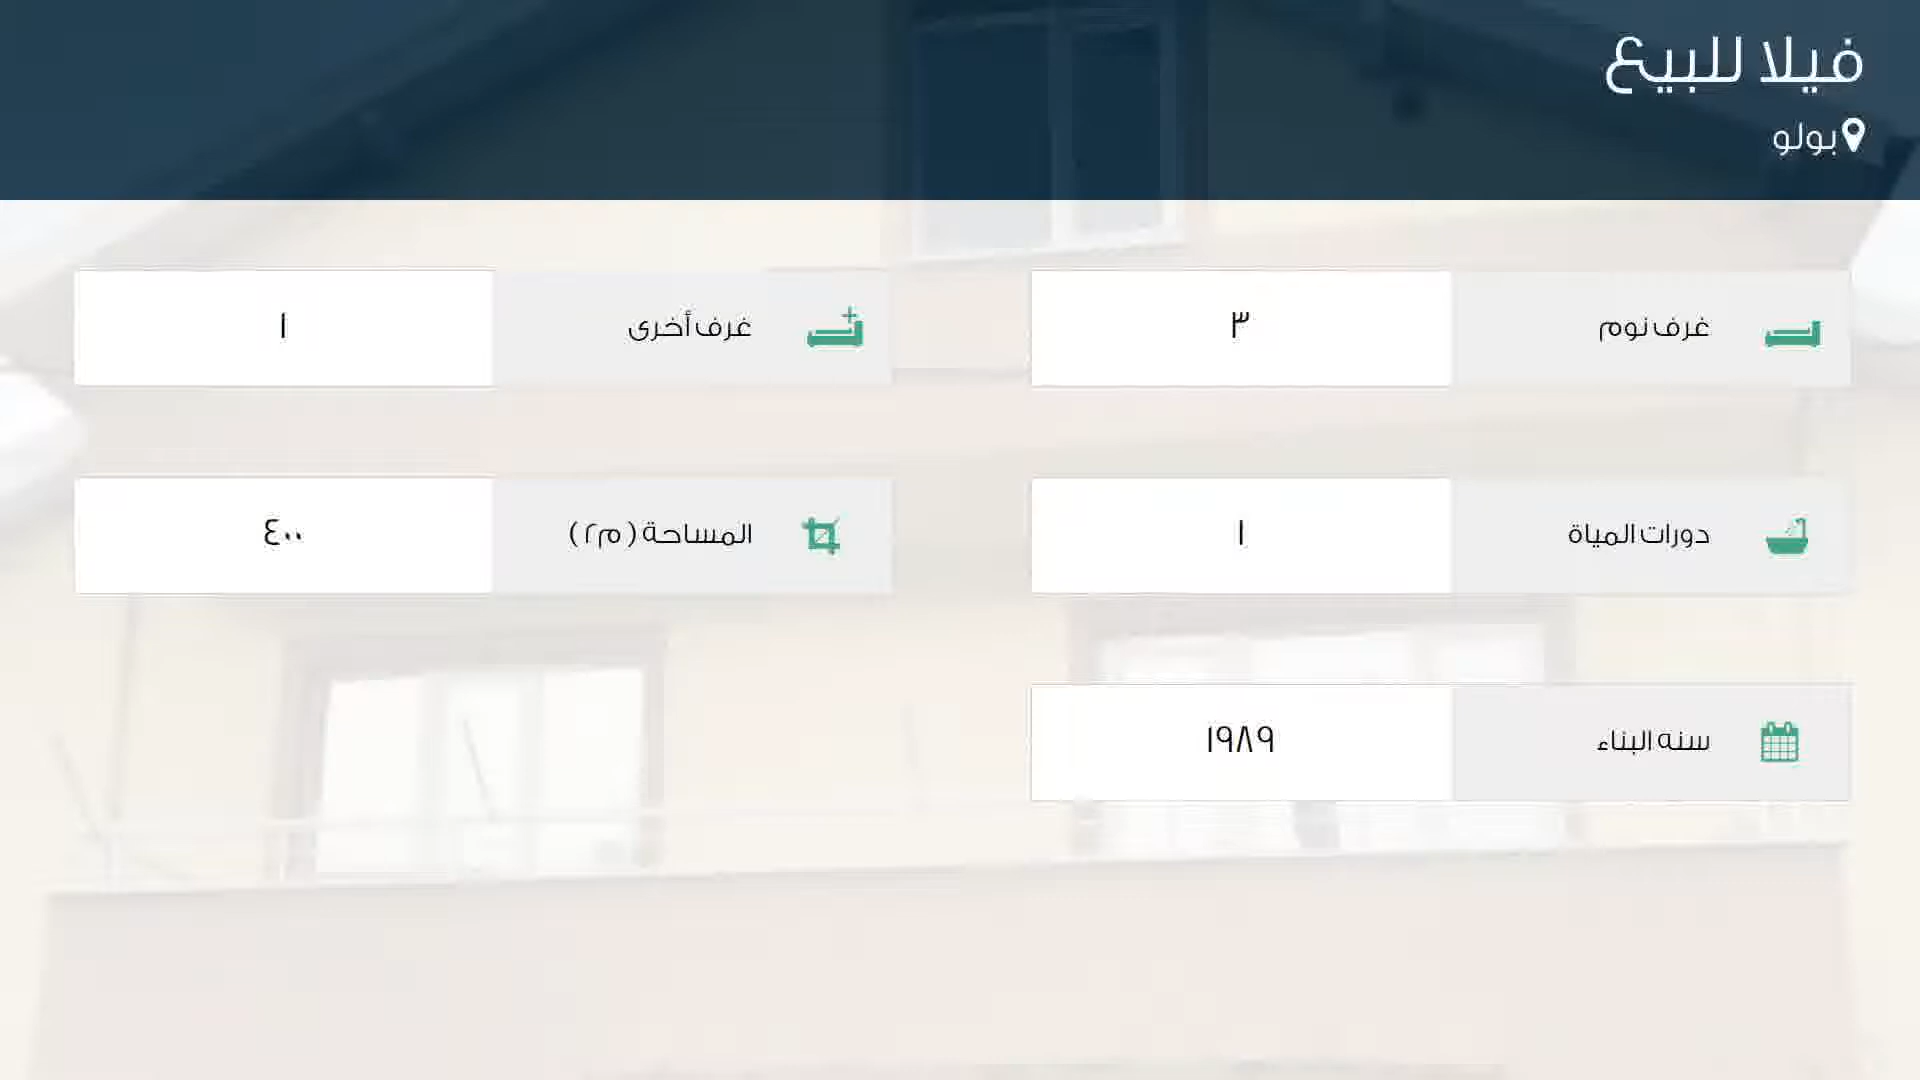 فيلا للبيع
بولو
غرف نوم
٣
غرف أخرى
١
دورات المياة
١
المساحة ( م٢ )
٤٠٠
سنه البناء
١٩٨٩